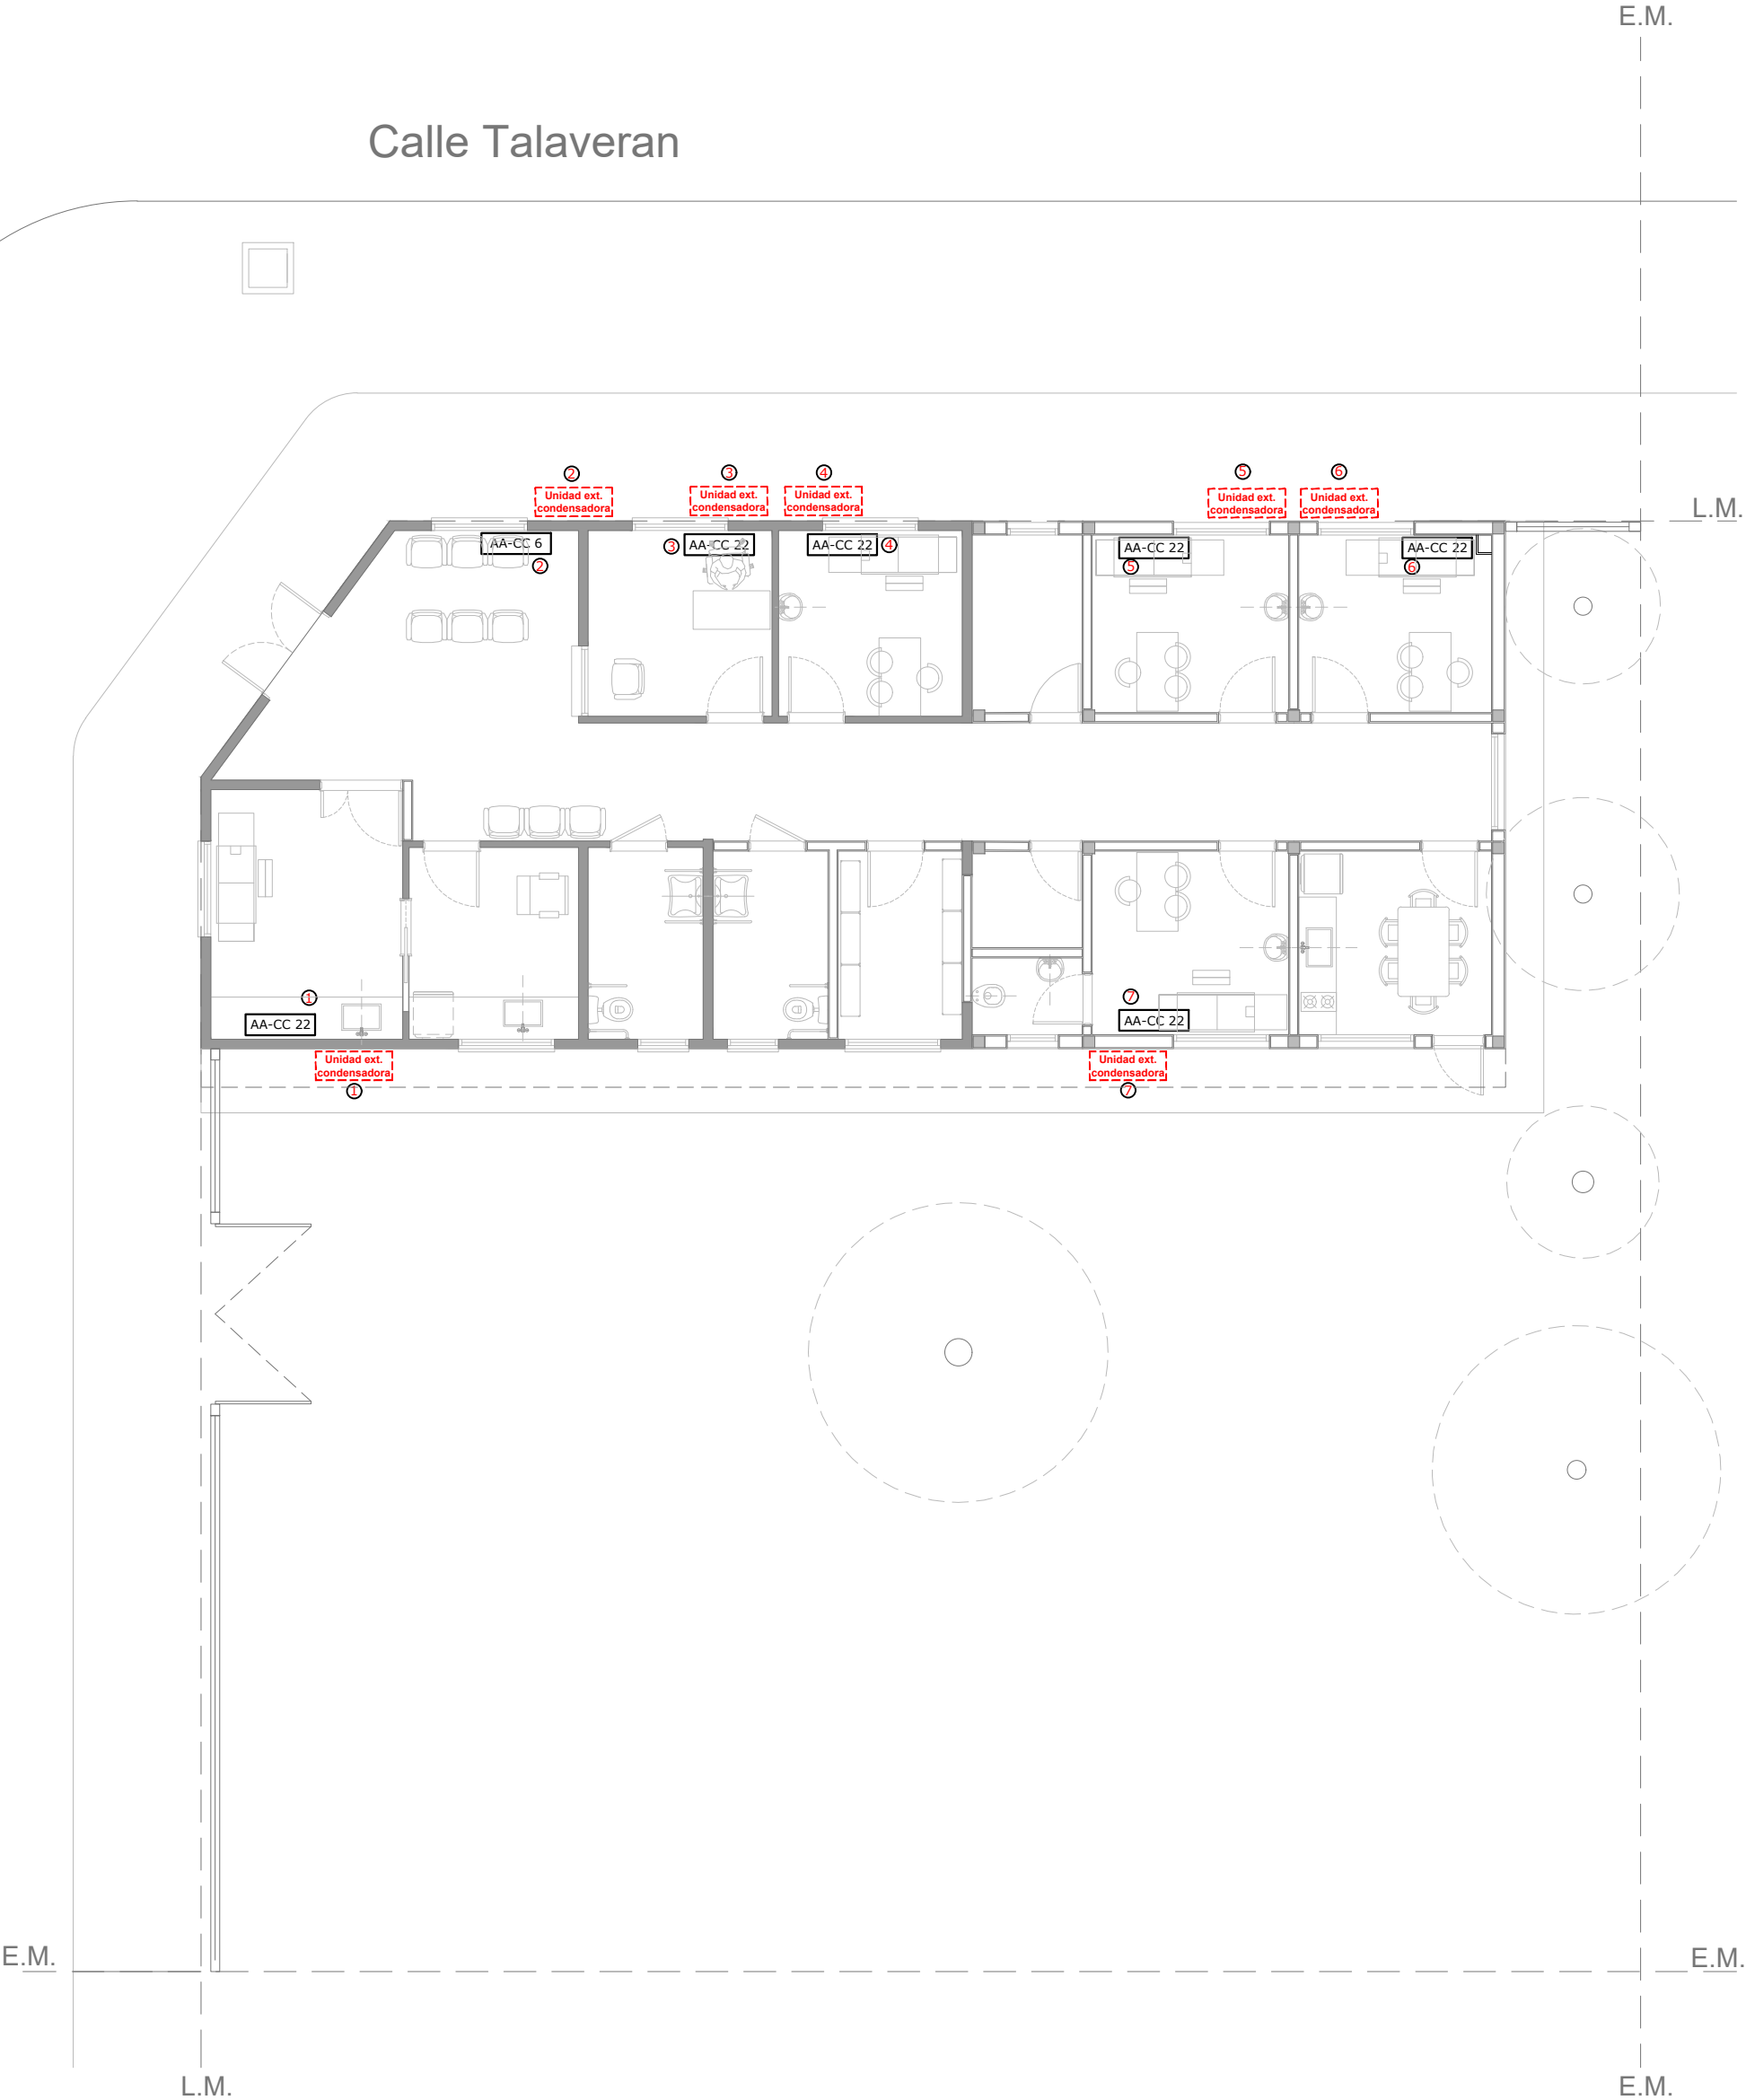 E.M.
Calle Talaveran
2
3
4
5
6
Unidad ext.
condensadora
Unidad ext.
condensadora
Unidad ext.
condensadora
Unidad ext.
condensadora
Unidad ext.
condensadora
L.M.
AA-CC 6
3
AA-CC 22
AA-CC 22
4
AA-CC 22
AA-CC 22
2
5
6
1
7
AA-CC 22
AA-CC 22
Unidad ext.
condensadora
Unidad ext.
condensadora
1
7
E.M.
E.M.
L.M.
E.M.